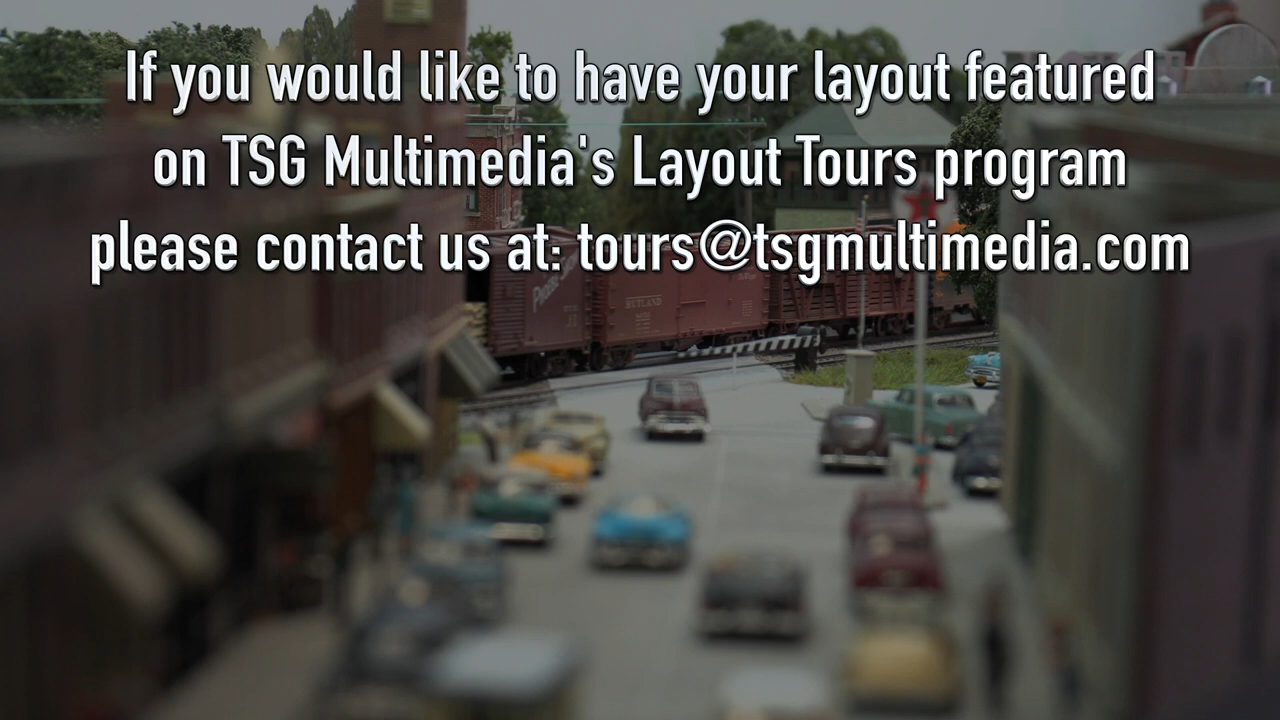 If you would like to have your layout featured
on TSG Multimedia's Layout Tours program
please contact us at: tours@tsgmultimedia.com
RUTLAND